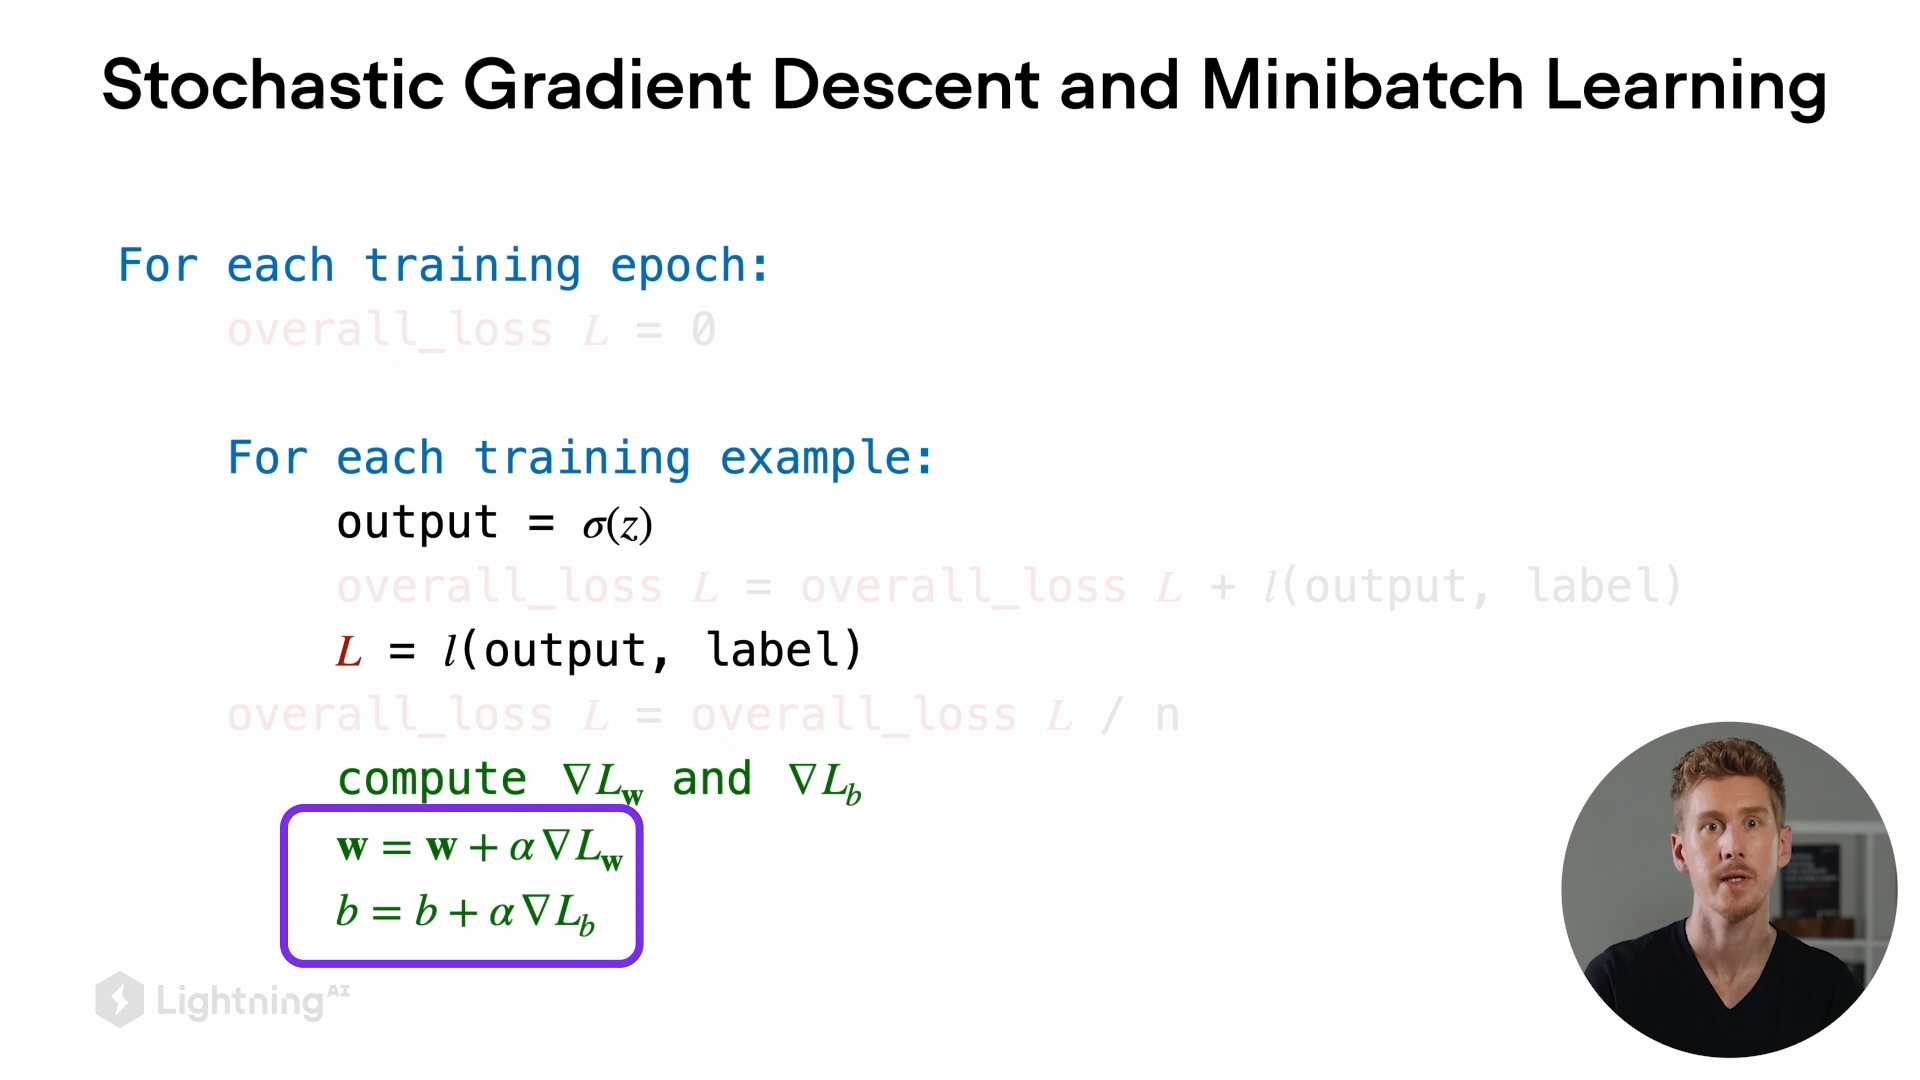 Stochastic Gradient Descent and Minibatch Learning
For each training epoch:
overall_loss L = 0
For each training example:
output = σ(z)
overall_loss L = overall_loss L + l(output, label)
L = l(output, label)
overall_loss L = overall_loss L / n
compute ∇L_w and ∇L_b
w = w + α∇L_w
b = b + α∇L_b
Lightning AI